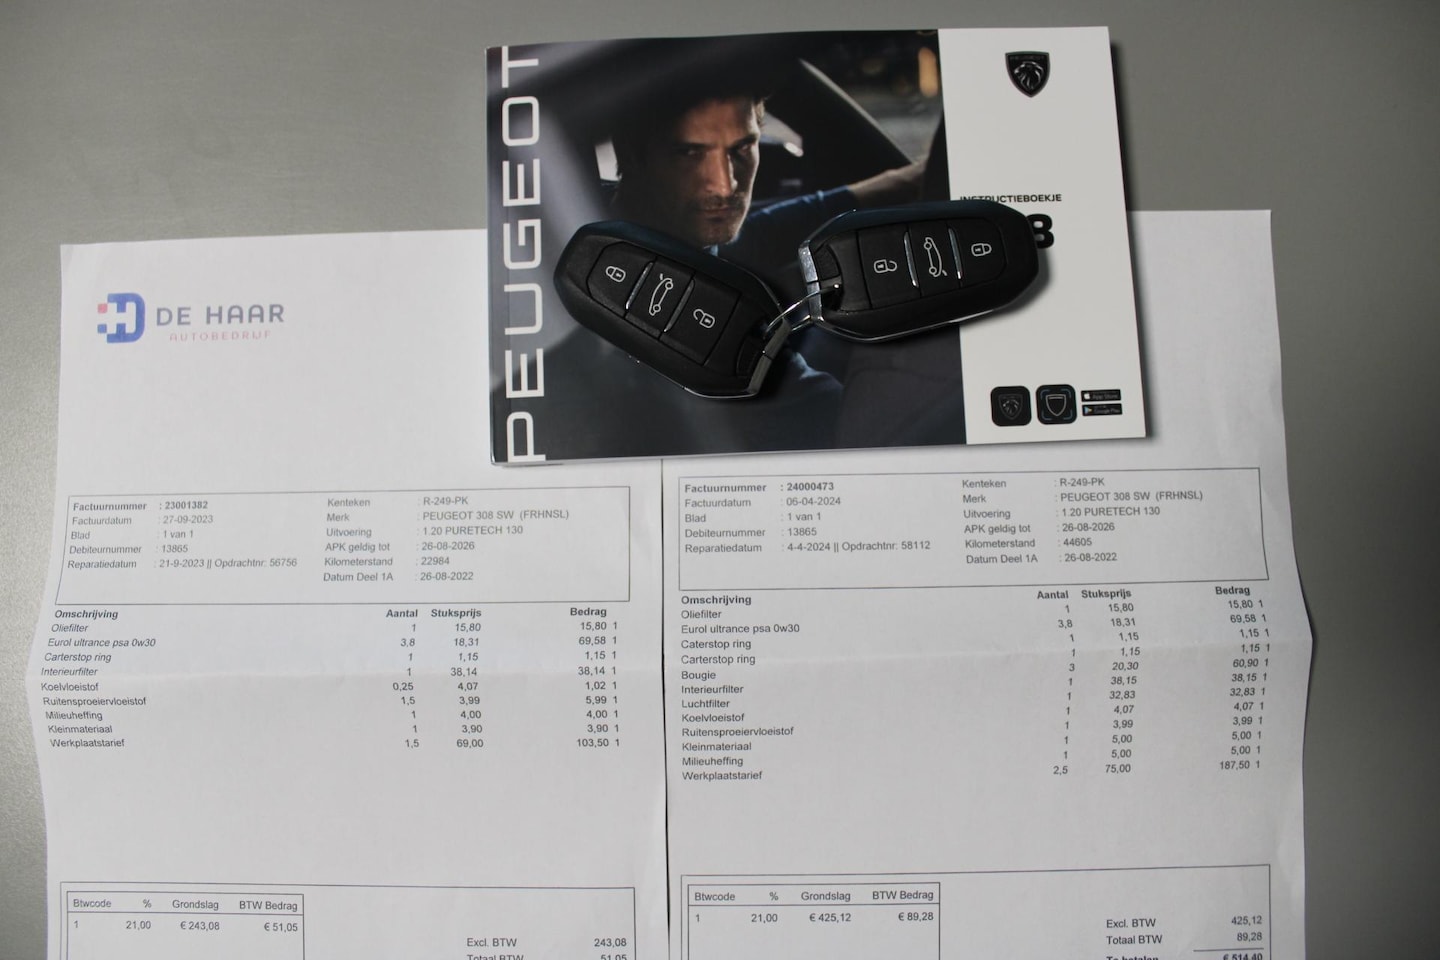 PEUGEOT
PEUGEOT
INSTRUCTIEBOEKJE
8
App Store
Google Play
DE HAAR
AUTOBEDRIJF
Factuurnummer : 23001382
Factuurdatum : 27-09-2023
Blad : 1 van 1
Debiteurnummer : 13865
Reparatiedatum : 21-9-2023 || Opdrachtnr: 56756
Kenteken : R-249-PK
Merk : PEUGEOT 308 SW (FRHNSL)
Uitvoering : 1.20 PURETECH 130
APK geldig tot : 26-08-2026
Kilometerstand : 22984
Datum Deel 1A : 26-08-2022
Omschrijving Aantal Stuksprijs Bedrag
Oliefilter 1 15,80 15,80 1
Eurol ultrance psa 0w30 3,8 18,31 69,58 1
Carterstop ring 1 1,15 1,15 1
Interieurfilter 1 38,14 38,14 1
Koelvloeistof 0,25 4,07 1,02 1
Ruitensproeiervloeistof 1,5 3,99 5,99 1
Milieuheffing 1 4,00 4,00 1
Kleinmateriaal 1 3,90 3,90 1
Werkplaatstarief 1,5 69,00 103,50 1
Btwcode % Grondslag BTW Bedrag
1 21,00 € 243,08 € 51,05
Excl. BTW 243,08
Totaal BTW 51,05
Factuurnummer : 24000473
Factuurdatum : 06-04-2024
Blad : 1 van 1
Debiteurnummer : 13865
Reparatiedatum : 4-4-2024 || Opdrachtnr: 58112
Kenteken : R-249-PK
Merk : PEUGEOT 308 SW (FRHNSL)
Uitvoering : 1.20 PURETECH 130
APK geldig tot : 26-08-2026
Kilometerstand : 44605
Datum Deel 1A : 26-08-2022
Omschrijving Aantal Stuksprijs Bedrag
Oliefilter 1 15,80 15,80 1
Eurol ultrance psa 0w30 3,8 18,31 69,58 1
Caterstop ring 1 1,15 1,15 1
Carterstop ring 1 1,15 1,15 1
Bougie 3 20,30 60,90 1
Interieurfilter 1 38,15 38,15 1
Luchtfilter 1 32,83 32,83 1
Koelvloeistof 1 4,07 4,07 1
Ruitensproeiervloeistof 1 3,99 3,99 1
Kleinmateriaal 1 5,00 5,00 1
Milieuheffing 1 5,00 5,00 1
Werkplaatstarief 2,5 75,00 187,50 1
Btwcode % Grondslag BTW Bedrag
1 21,00 € 425,12 € 89,28
Excl. BTW 425,12
Totaal BTW 89,28
Te betalen € 514,40